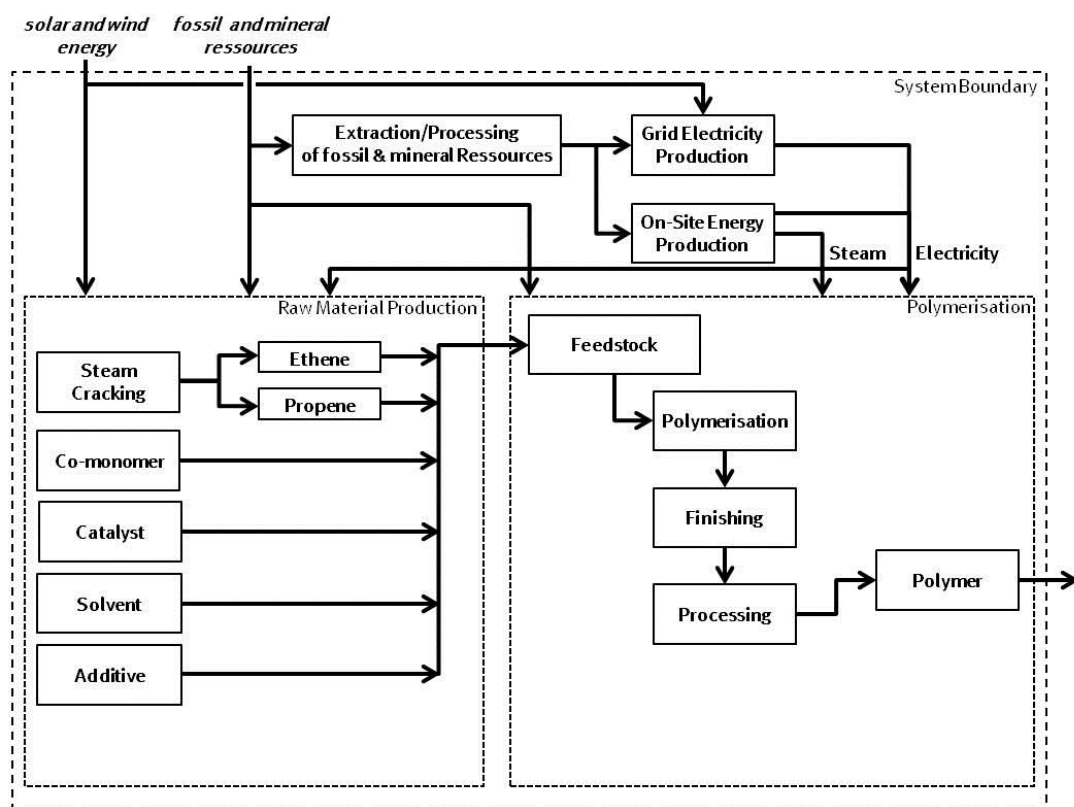 solar and wind
energy
fossil and mineral
ressources
System Boundary
Extraction/Processing
of fossil & mineral Ressources
Grid Electricity
Production
On-Site Energy
Production
Steam
Electricity
Raw Material Production
Polymerisation
Steam
Cracking
Ethene
Propene
Co-monomer
Catalyst
Solvent
Additive
Feedstock
Polymerisation
Finishing
Processing
Polymer